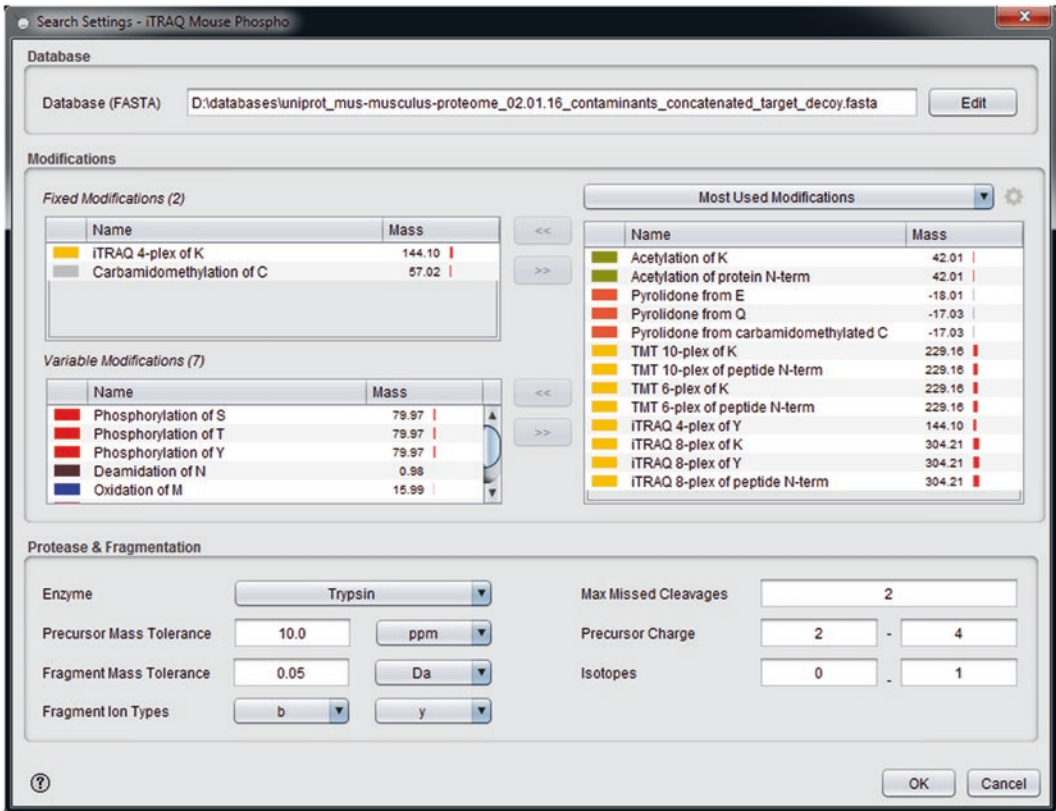 Search Settings - iTRAQ Mouse Phospho
Database
Database (FASTA) D:\databases\uniprot_mus-musculus-proteome_02.01.16_contaminants_concatenated_target_decoy.fasta Edit
Modifications
Fixed Modifications (2)
Name Mass
iTRAQ 4-plex of K 144.10
Carbamidomethylation of C 57.02
<<
>>
Variable Modifications (7)
Name Mass
Phosphorylation of S 79.97
Phosphorylation of T 79.97
Phosphorylation of Y 79.97
Deamidation of N 0.98
Oxidation of M 15.99
<<
>>
Most Used Modifications
Name Mass
Acetylation of K 42.01
Acetylation of protein N-term 42.01
Pyrolidone from E -18.01
Pyrolidone from Q -17.03
Pyrolidone from carbamidomethylated C -17.03
TMT 10-plex of K 229.16
TMT 10-plex of peptide N-term 229.16
TMT 6-plex of K 229.16
TMT 6-plex of peptide N-term 229.16
iTRAQ 4-plex of Y 144.10
iTRAQ 8-plex of K 304.21
iTRAQ 8-plex of Y 304.21
iTRAQ 8-plex of peptide N-term 304.21
Protease & Fragmentation
Enzyme Trypsin Max Missed Cleavages 2
Precursor Mass Tolerance 10.0 ppm Precursor Charge 2 - 4
Fragment Mass Tolerance 0.05 Da Isotopes 0 - 1
Fragment Ion Types b y
? OK Cancel